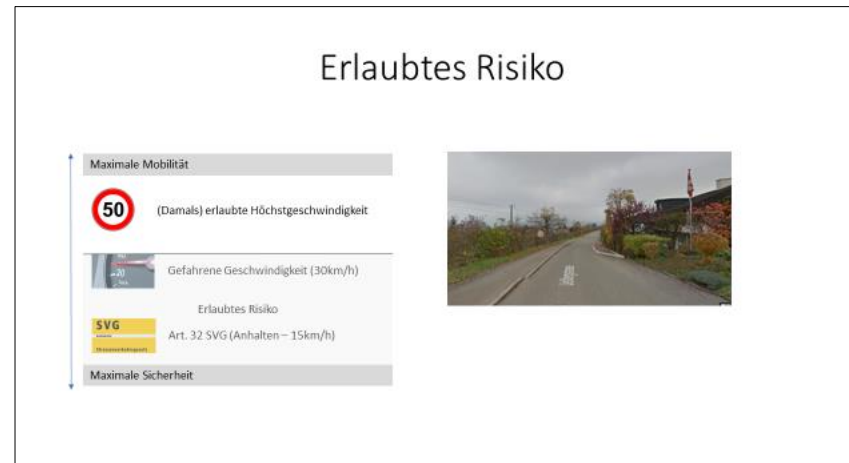 Erlaubtes Risiko
Maximale Mobilität
50
(Damals) erlaubte Höchstgeschwindigkeit
20
Gefahrene Geschwindigkeit (30km/h)
Erlaubtes Risiko
SVG
Art. 32 SVG (Anhalten – 15km/h)
Maximale Sicherheit